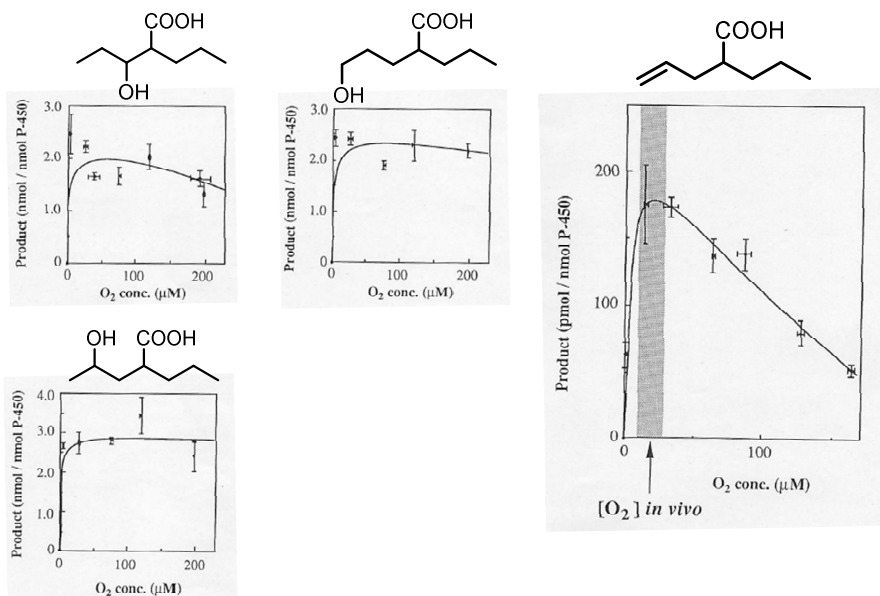 COOH
OH
Product (nmol / nmol P-450)
3.0
2.0
1.0
0
0
100
200
O2 conc. (μM)
COOH
OH
Product (nmol / nmol P-450)
3.0
2.0
1.0
0
0
100
200
O2 conc. (μM)
COOH
Product (pmol / nmol P-450)
200
100
0
0
100
O2 conc. (μM)
[O2] in vivo
OH
COOH
Product (nmol / nmol P-450)
4.0
3.0
2.0
1.0
0
0
100
200
O2 conc. (μM)